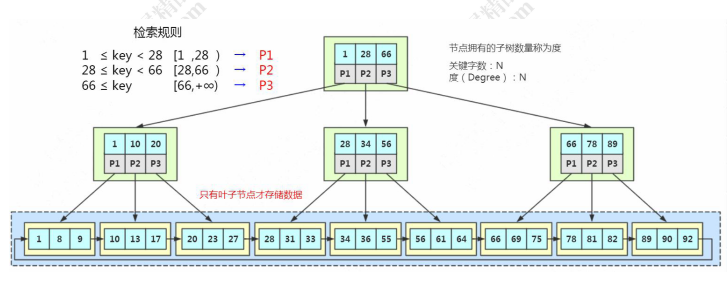 检索规则
1 ≤ key < 28 [1 ,28 ) → P1
28 ≤ key < 66 [28,66 ) → P2
66 ≤ key [66,+∞) → P3
1 28 66
P1 P2 P3
节点拥有的子树数量称为度
关键字数：N
度（Degree）：N
1 10 20
P1 P2 P3
28 34 56
P1 P2 P3
66 78 89
P1 P2 P3
只有叶子节点才存储数据
1 8 9
10 13 17
20 23 27
28 31 33
34 36 55
56 61 64
66 69 75
78 81 82
89 90 92